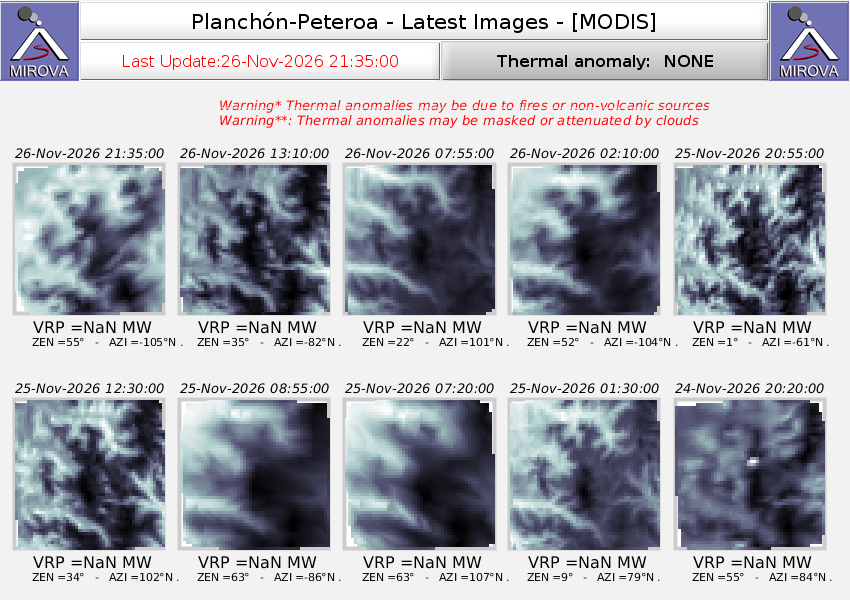 Planchón-Peteroa - Latest Images - [MODIS]
MIROVA
Last Update:26-Nov-2026 21:35:00
Thermal anomaly: NONE
MIROVA
Warning* Thermal anomalies may be due to fires or non-volcanic sources
Warning**: Thermal anomalies may be masked or attenuated by clouds
26-Nov-2026 21:35:00 26-Nov-2026 13:10:00 26-Nov-2026 07:55:00 26-Nov-2026 02:10:00 25-Nov-2026 20:55:00
VRP =NaN MW VRP =NaN MW VRP =NaN MW VRP =NaN MW VRP =NaN MW
ZEN =55° - AZI =-105°N . ZEN =35° - AZI =-82°N . ZEN =22° - AZI =101°N . ZEN =52° - AZI =-104°N . ZEN =1° - AZI =-61°N .
25-Nov-2026 12:30:00 25-Nov-2026 08:55:00 25-Nov-2026 07:20:00 25-Nov-2026 01:30:00 24-Nov-2026 20:20:00
VRP =NaN MW VRP =NaN MW VRP =NaN MW VRP =NaN MW VRP =NaN MW
ZEN =34° - AZI =102°N . ZEN =63° - AZI =-86°N . ZEN =63° - AZI =107°N . ZEN =9° - AZI =79°N . ZEN =55° - AZI =84°N .